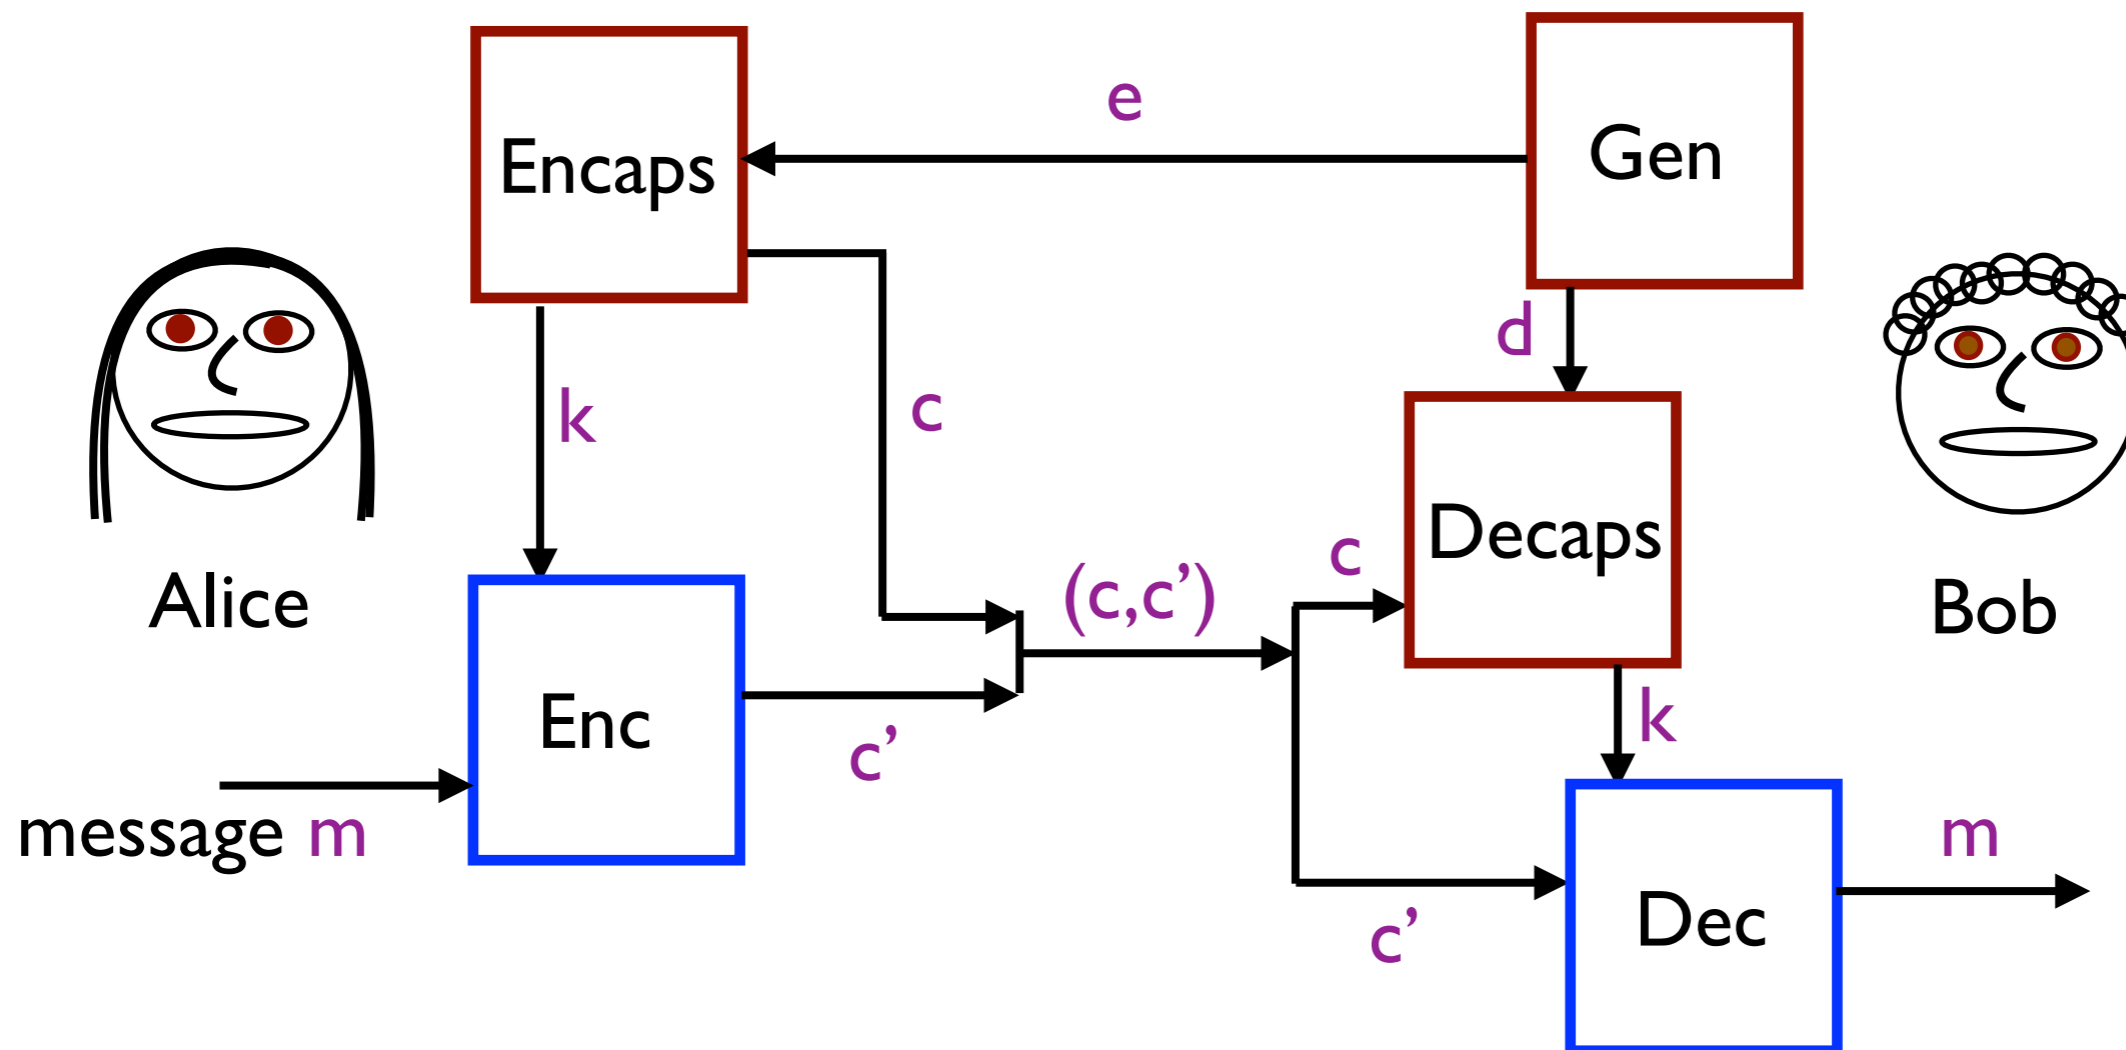 e
Encaps
Gen
d
k
c
Decaps
c
(c,c’)
Alice
Bob
k
Enc
c’
message m
m
Dec
c’